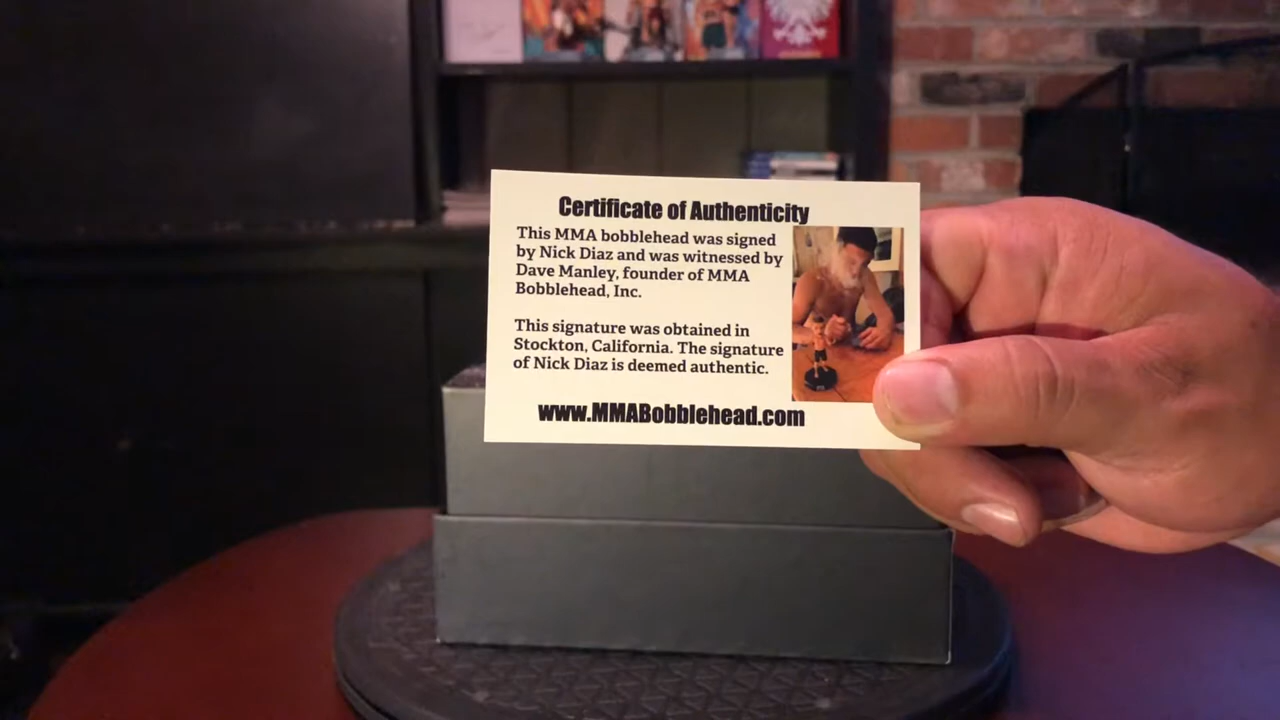 Certificate of Authenticity
This MMA bobblehead was signed
by Nick Diaz and was witnessed by
Dave Manley, founder of MMA
Bobblehead, Inc.
This signature was obtained in
Stockton, California. The signature
of Nick Diaz is deemed authentic.
www.MMABobblehead.com